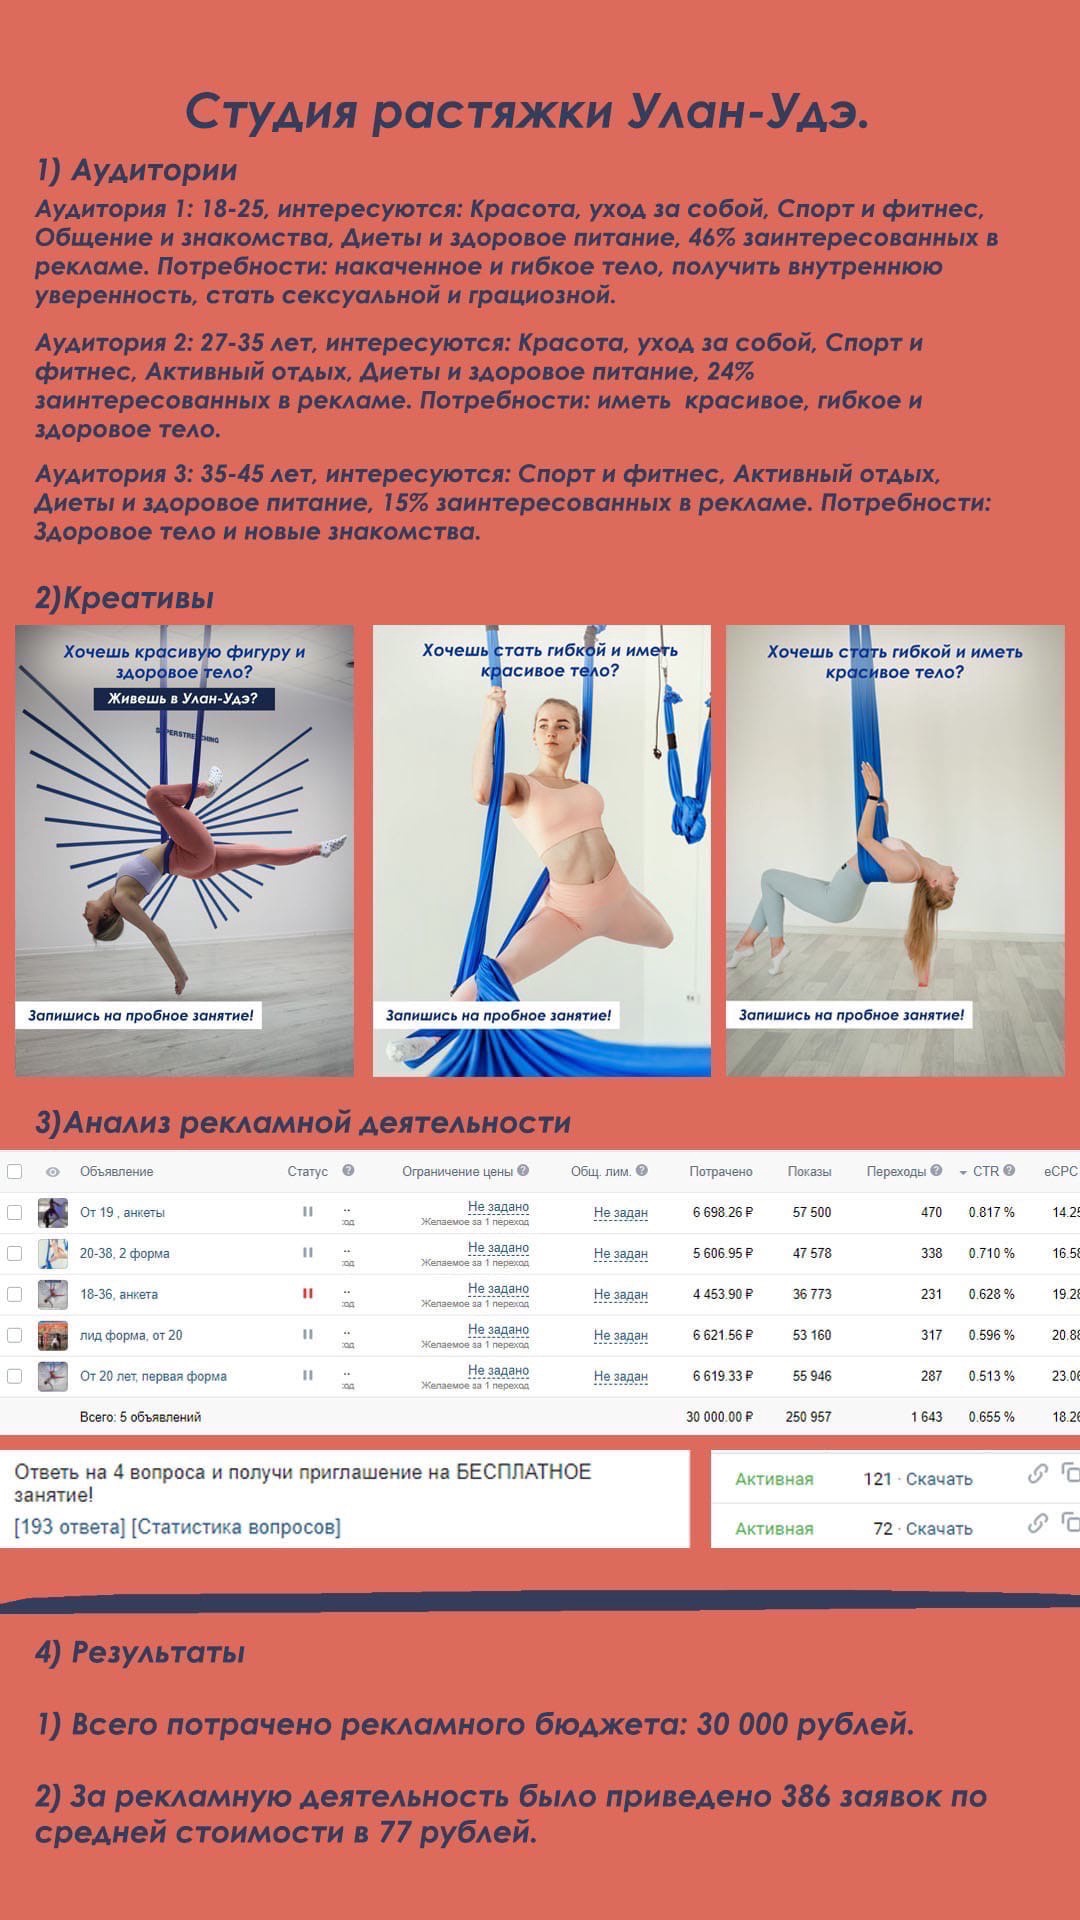 Студия растяжки Улан-Удэ.
1) Аудитории
Аудитория 1: 18-25, интересуются: Красота, уход за собой, Спорт и фитнес,
Общение и знакомства, Диеты и здоровое питание, 46% заинтересованных в
рекламе. Потребности: накаченное и гибкое тело, получить внутреннюю
уверенность, стать сексуальной и грациозной.
Аудитория 2: 27-35 лет, интересуются: Красота, уход за собой, Спорт и
фитнес, Активный отдых, Диеты и здоровое питание, 24%
заинтересованных в рекламе. Потребности: иметь  красивое, гибкое и
здоровое тело.
Аудитория 3: 35-45 лет, интересуются: Спорт и фитнес, Активный отдых,
Диеты и здоровое питание, 15% заинтересованных в рекламе. Потребности:
Здоровое тело и новые знакомства.
2)Креативы
Хочешь красивую фигуру и
здоровое тело?
Живешь в Улан-Удэ?
Запишись на пробное занятие!
Хочешь стать гибкой и иметь
красивое тело?
Запишись на пробное занятие!
Хочешь стать гибкой и иметь
красивое тело?
Запишись на пробное занятие!
3)Анализ рекламной деятельности
Объявление Статус Ограничение цены Общ. лим. Потрачено Показы Переходы CTR eCPC
От 19 , анкеты .. Не задано Не задан 6 698.26 ₽ 57 500 470 0.817 % 14.25
ход Желаемое за 1 переход
20-38, 2 форма .. Не задано Не задан 5 606.95 ₽ 47 578 338 0.710 % 16.58
ход Желаемое за 1 переход
18-36, анкета .. Не задано Не задан 4 453.90 ₽ 36 773 231 0.628 % 19.28
ход Желаемое за 1 переход
лид форма, от 20 .. Не задано Не задан 6 621.56 ₽ 53 160 317 0.596 % 20.88
ход Желаемое за 1 переход
От 20 лет, первая форма .. Не задано Не задан 6 619.33 ₽ 55 946 287 0.513 % 23.06
ход Желаемое за 1 переход
Всего: 5 объявлений 30 000.00 ₽ 250 957 1 643 0.655 % 18.26
Ответь на 4 вопроса и получи приглашение на БЕСПЛАТНОЕ
занятие!
[193 ответа] [Статистика вопросов]
Активная 121 · Скачать
Активная 72 · Скачать
4) Результаты
1) Всего потрачено рекламного бюджета: 30 000 рублей.
2) За рекламную деятельность было приведено 386 заявок по
средней стоимости в 77 рублей.